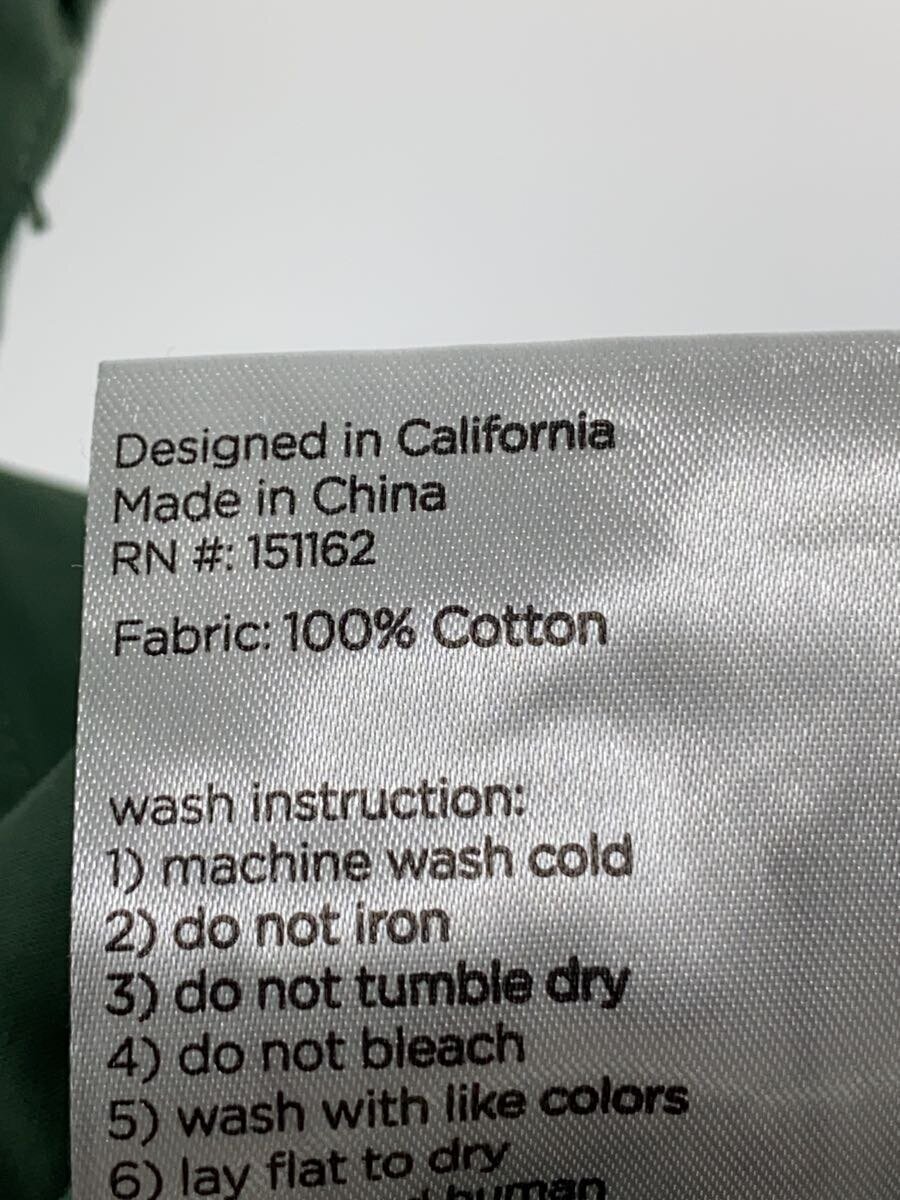 Designed in California
Made in China
RN #: 151162
Fabric: 100% Cotton
wash instruction:
1) machine wash cold
2) do not iron
3) do not tumble dry
4) do not bleach
5) wash with like colors
6) lay flat to dry
human